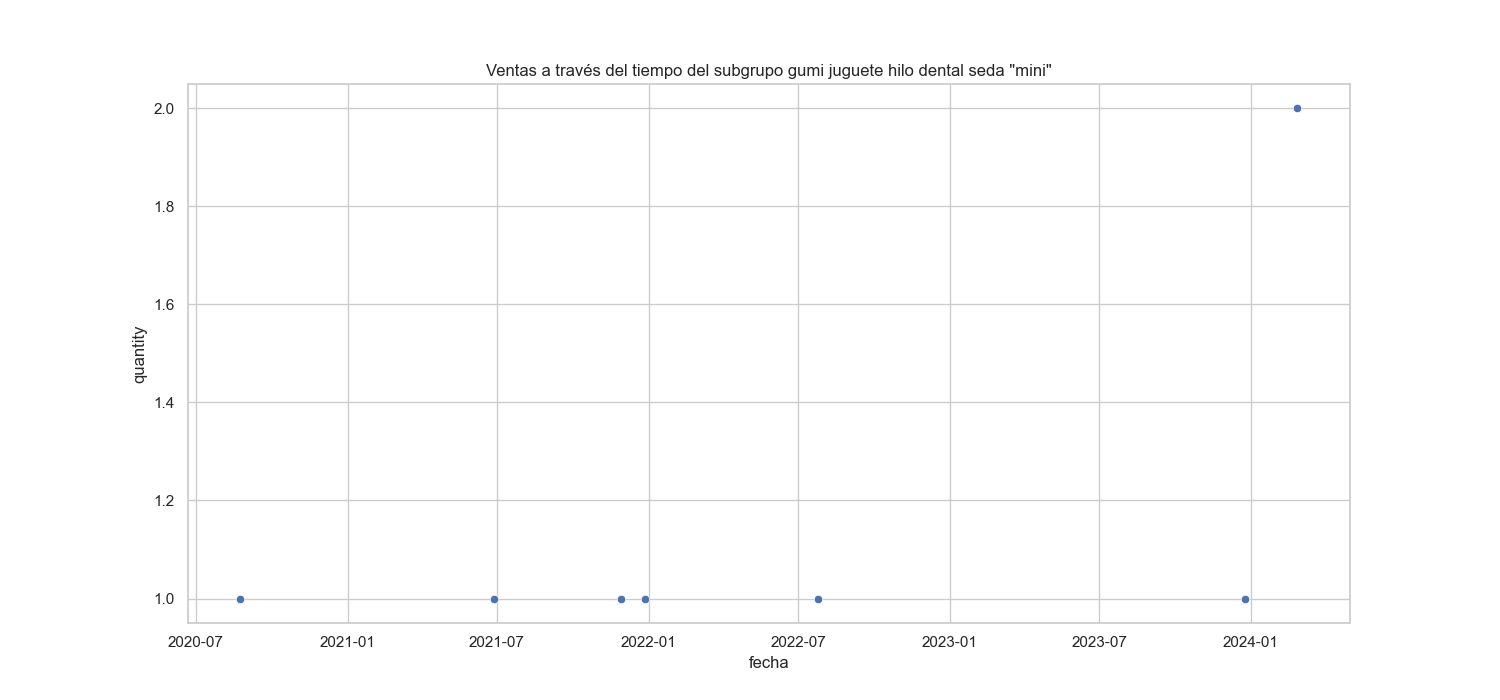 Ventas a través del tiempo del subgrupo gumi juguete hilo dental seda "mini"
2.0
1.8
1.6
1.4
1.2
1.0
quantity
2020-07 2021-01 2021-07 2022-01 2022-07 2023-01 2023-07 2024-01
fecha